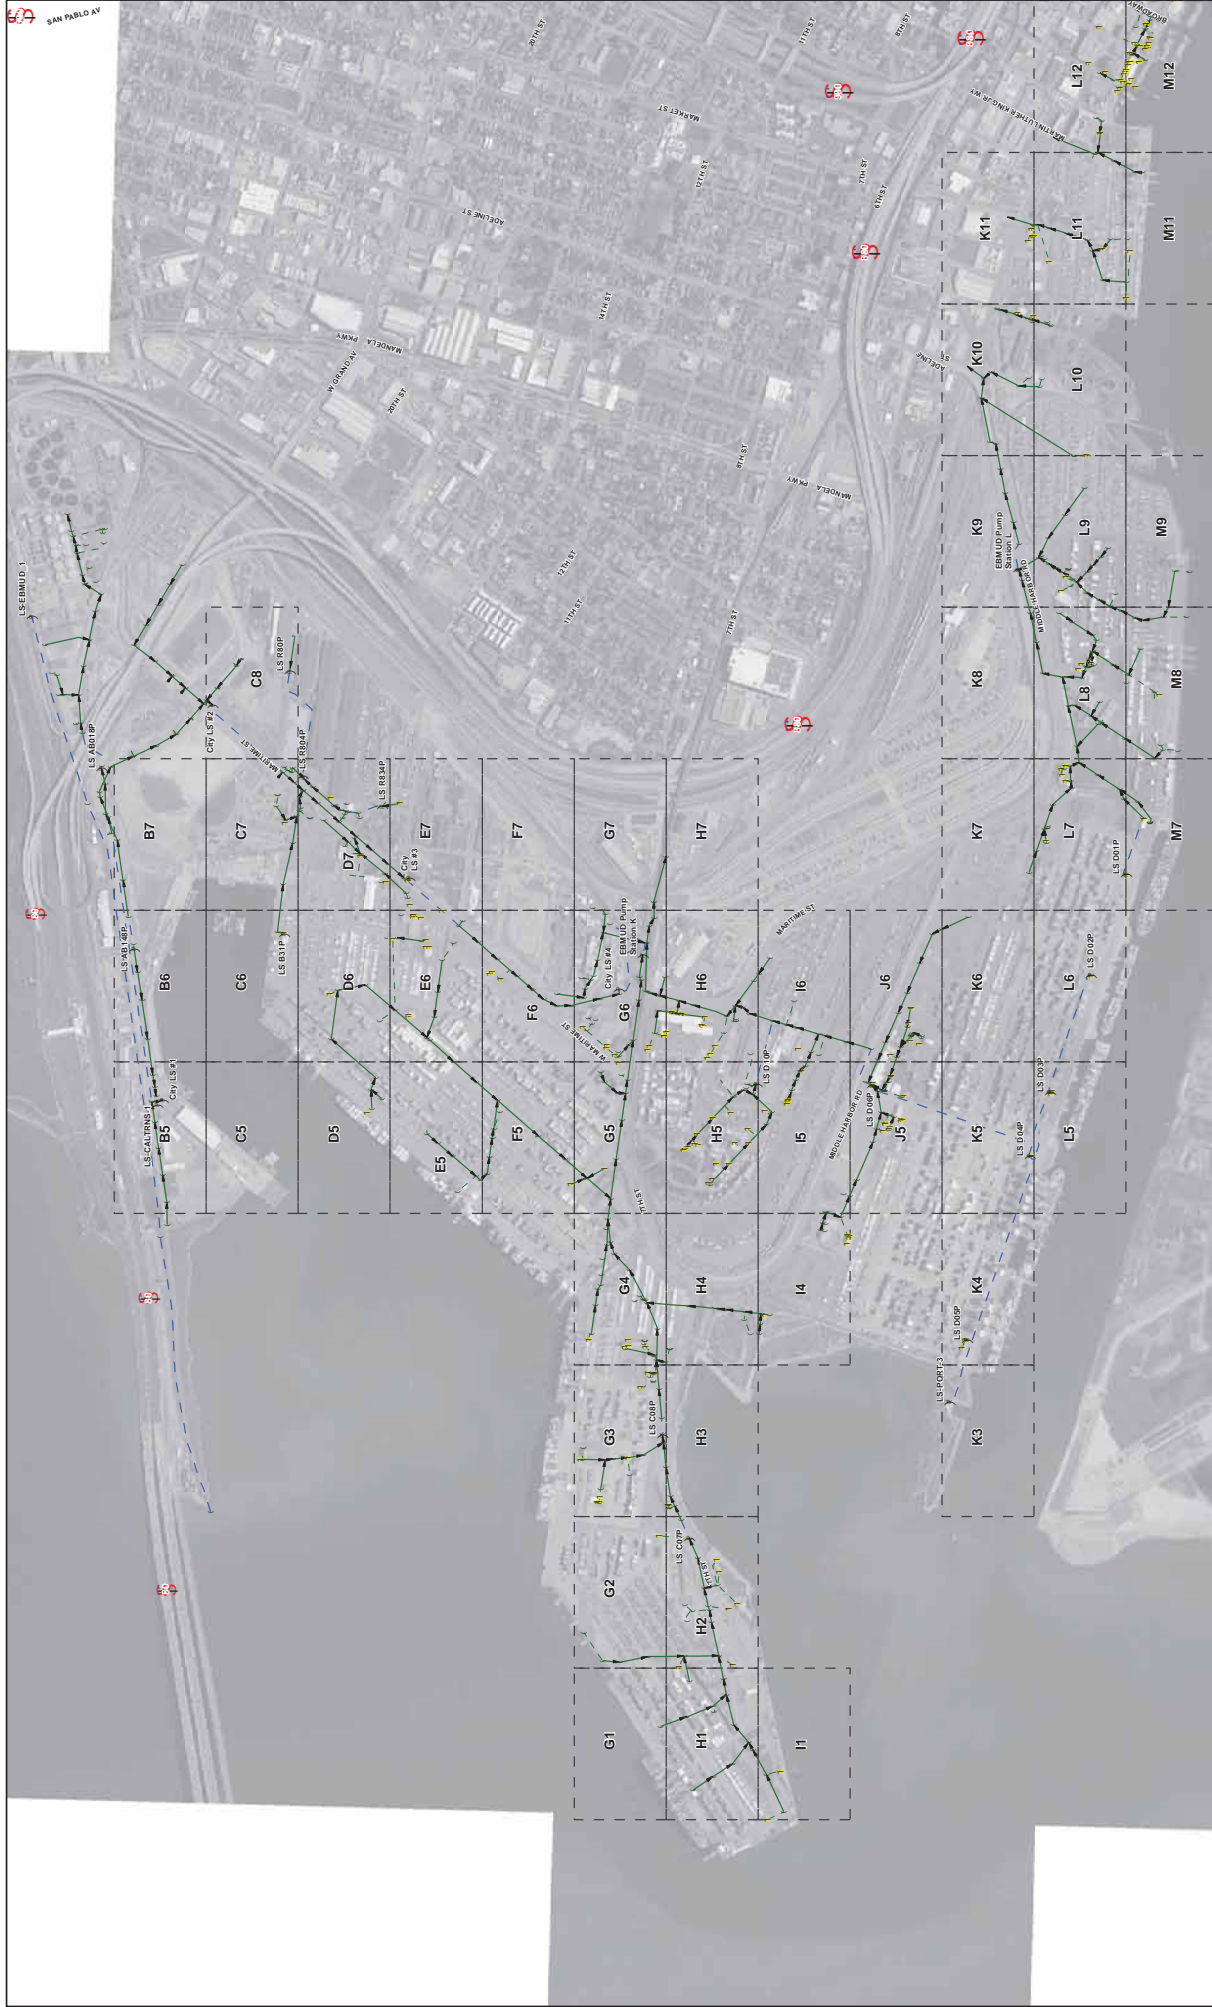 SAN PABLO AV
LS-EBMUD_1
80
LS AB018P
LS-AB148P
LS-CALTRNS-1
80
80
B5
B6
B7
City LS #1
City LS #2
MARITIME ST
C5
C6
C7
C8
LS B31P
LS R80P
LS R804P
D5
D6
D7
LS R834P
W GRAND AV
MANDELA PKWY
20TH ST
20TH ST
ADELINE ST
City LS #3
E5
E6
E7
F5
F6
F7
12TH ST
11TH ST
14TH ST
W MARITIME ST
G1
G2
G3
G4
G5
G6
G7
City LS #4
EBMUD Pump
Station K
7TH ST
LS C08P
LS C07P
7TH ST
H1
H2
H3
H4
H5
H6
H7
MARKET ST
12TH ST
7TH ST
8TH ST
LS D10P
I1
I4
I5
I6
MARITIME ST
MANDELA PKWY
11TH ST
880
980
MIDDLE HARBOR RD
LS D06P
J5
J6
7TH ST
6TH ST
880
8TH ST
ADELINE ST
LS-PORT-3
LS D05P
K3
K4
K5
K6
K7
K8
K9
K10
K11
880
MARTIN LUTHER KING JR WY
EBMUD Pump
Station L
MIDDLE HARBOR RD
LS D04P
LS D03P
LS D02P
LS D01P
L5
L6
L7
L8
L9
L10
L11
L12
M7
M8
M9
M11
M12
BROADWAY